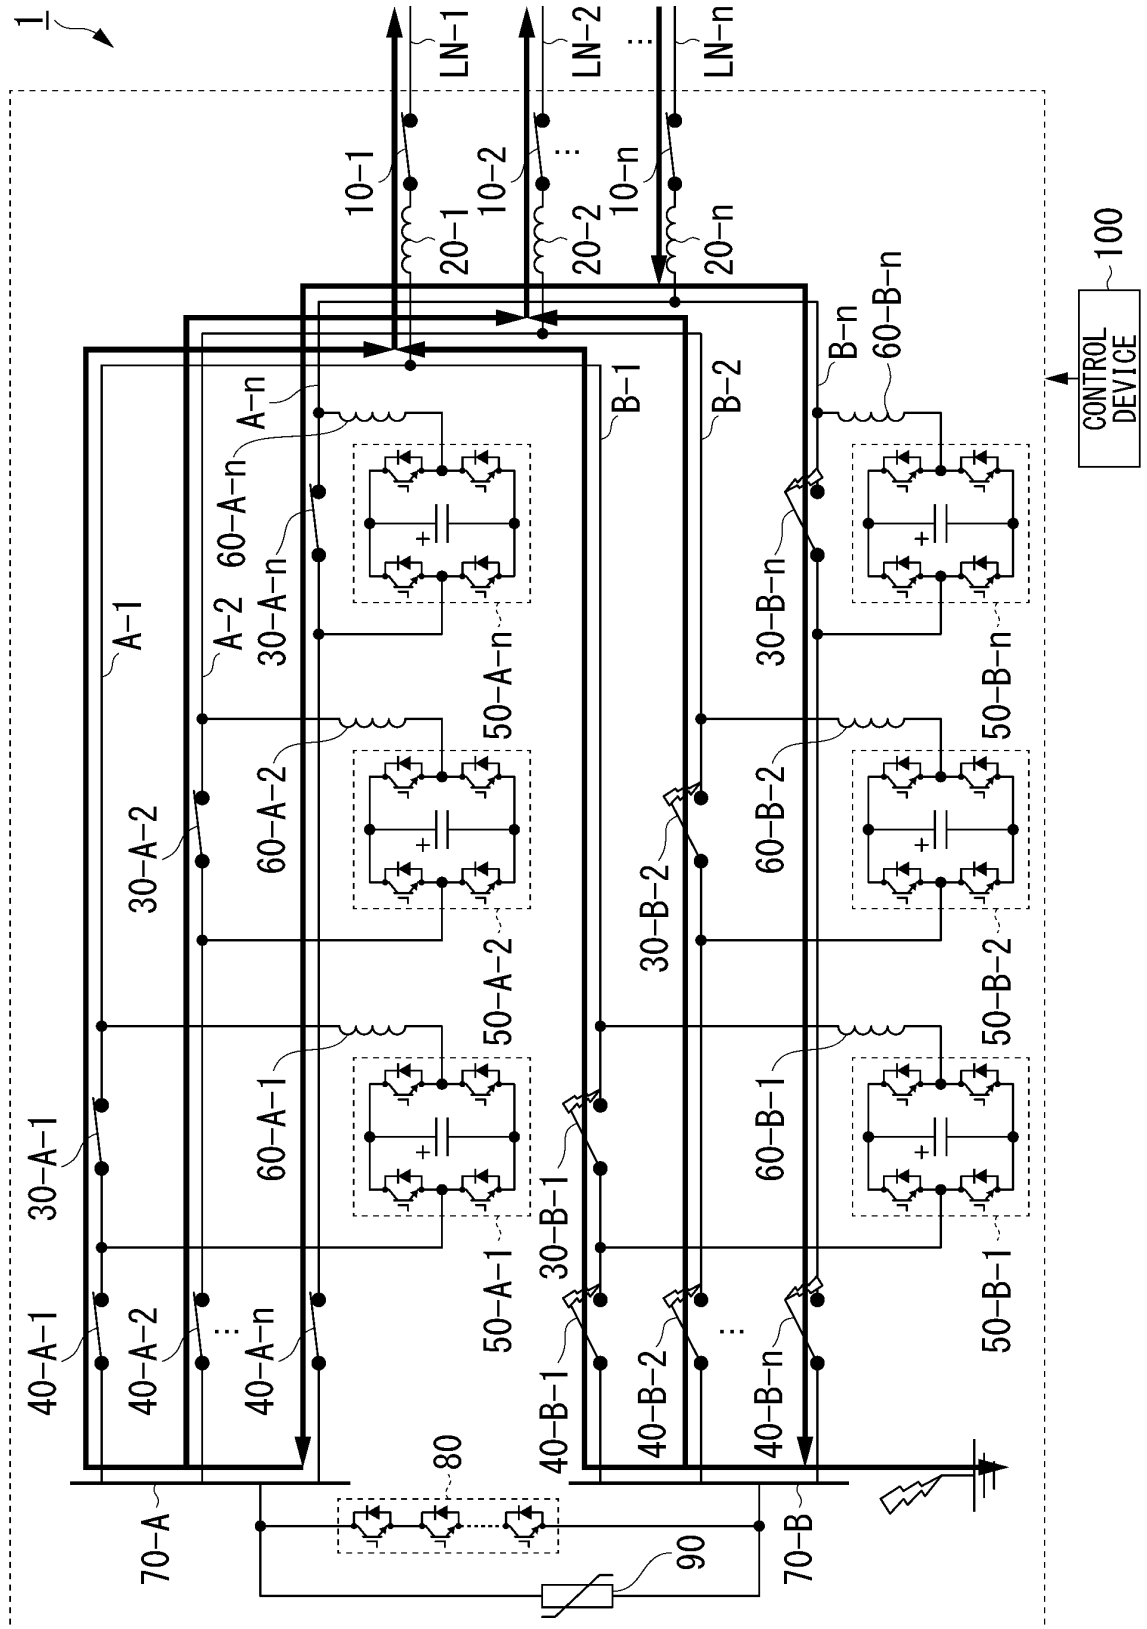 1
LN-1
LN-2
...
LN-n
10-1
10-2
...
10-n
20-1
20-2
20-n
100
CONTROL
DEVICE
A-n
B-1
B-2
B-n
60-B-n
60-A-n
30-A-n
+
50-A-n
30-B-n
+
50-B-n
A-1
A-2
30-A-2
60-A-2
+
50-A-2
30-B-2
60-B-2
+
50-B-2
30-A-1
60-A-1
+
50-A-1
30-B-1
60-B-1
+
50-B-1
40-A-1
40-A-2
...
40-A-n
40-B-1
40-B-2
...
40-B-n
70-A
80
90
70-B